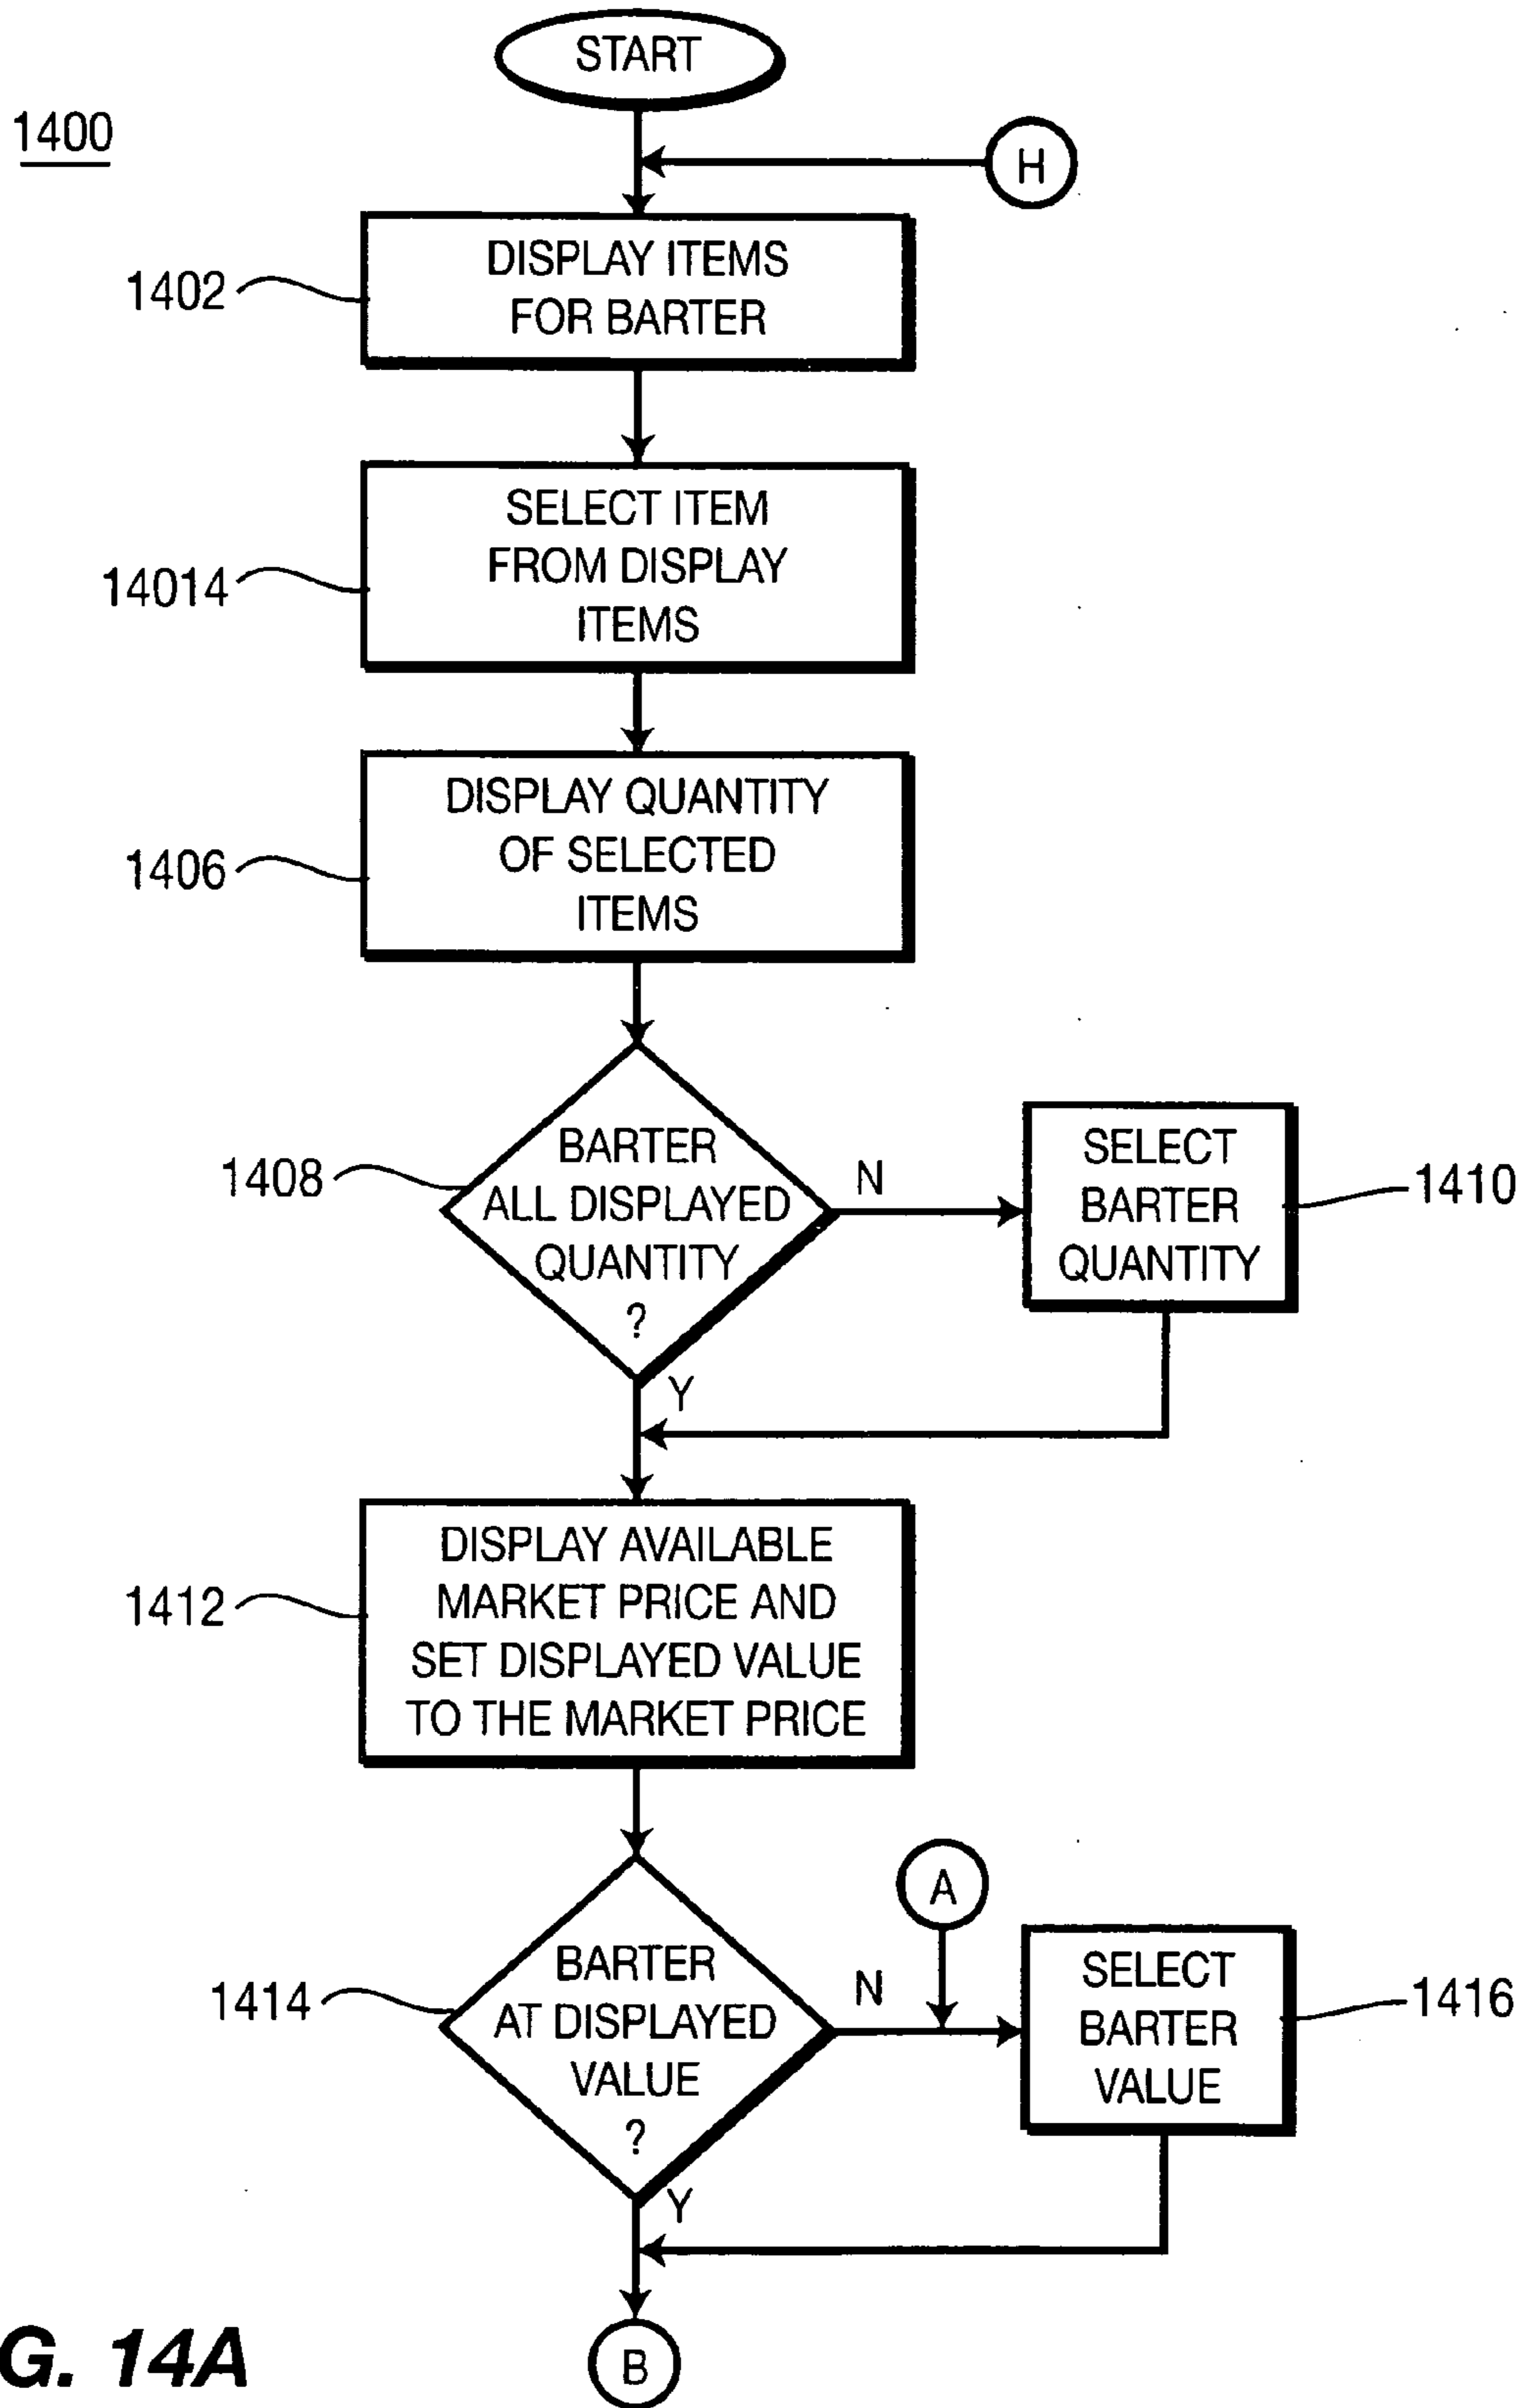 START
1400
H
DISPLAY ITEMS
FOR BARTER
1402
SELECT ITEM
FROM DISPLAY
ITEMS
14014
DISPLAY QUANTITY
OF SELECTED
ITEMS
1406
BARTER
ALL DISPLAYED
QUANTITY
?
1408
N
SELECT
BARTER
QUANTITY
1410
Y
DISPLAY AVAILABLE
MARKET PRICE AND
SET DISPLAYED VALUE
TO THE MARKET PRICE
1412
A
BARTER
AT DISPLAYED
VALUE
?
1414
N
SELECT
BARTER
VALUE
1416
Y
B
G. 14A